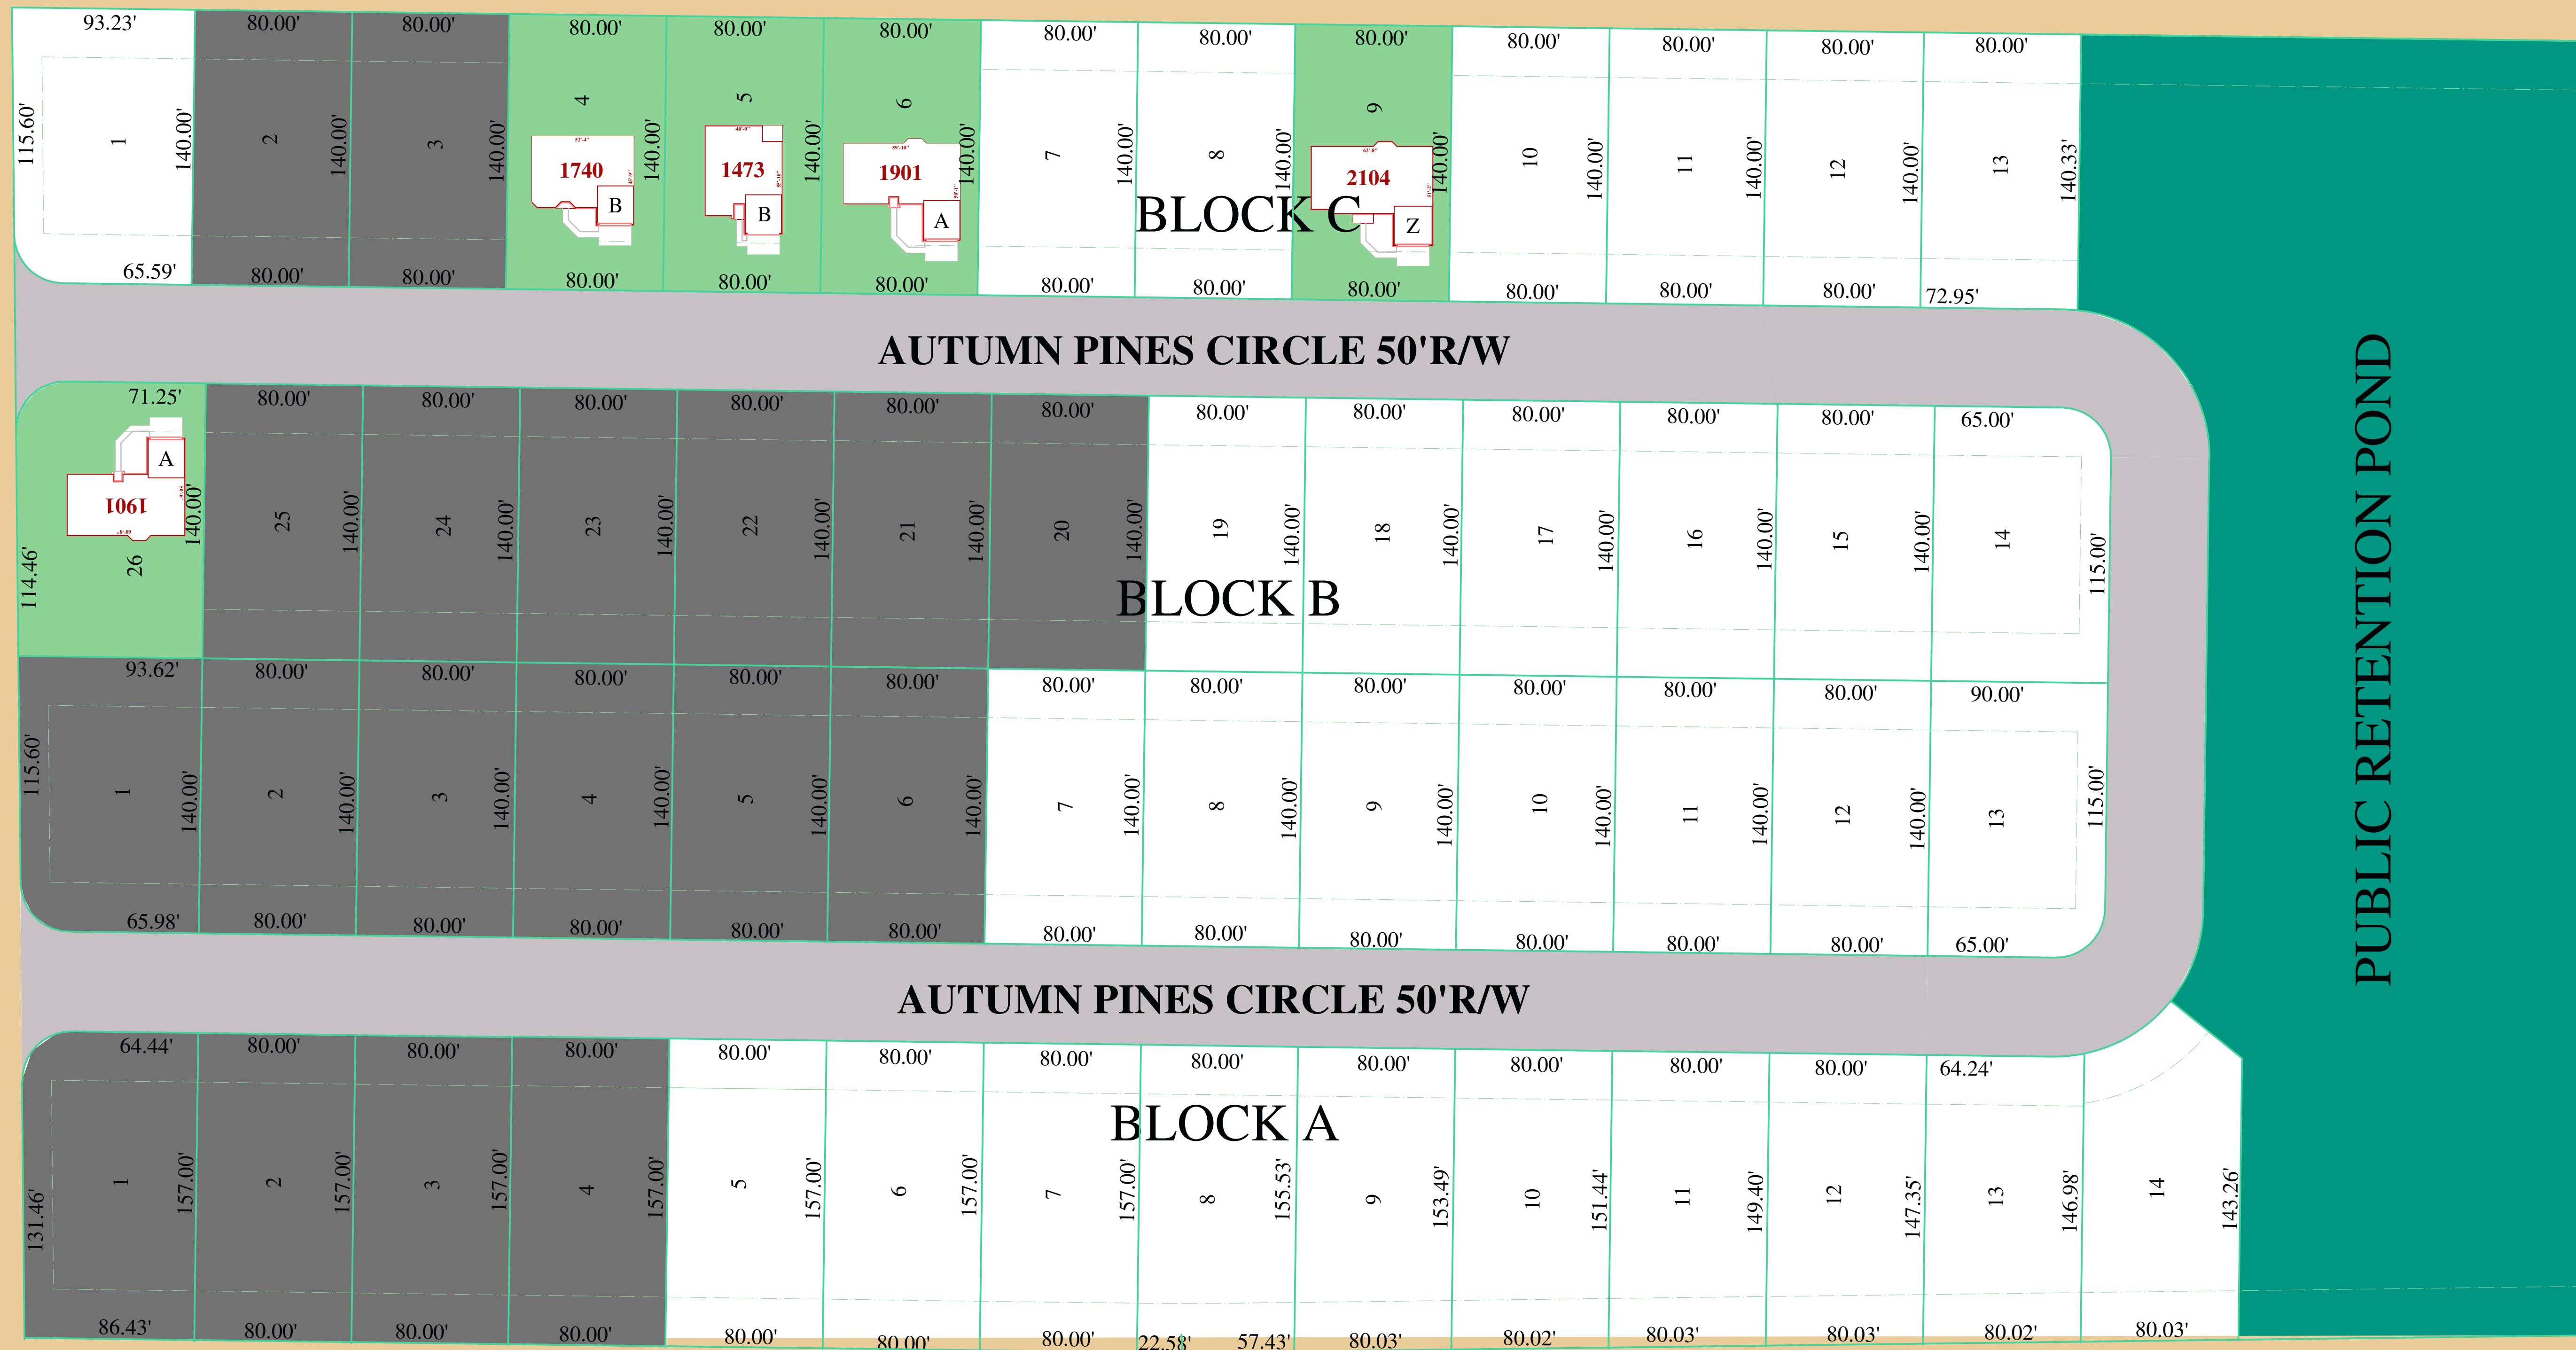 93.23' 80.00' 80.00' 80.00' 80.00' 80.00' 80.00' 80.00' 80.00' 80.00' 80.00' 80.00' 80.00'
115.60' 1 140.00' 2 140.00' 3 140.00' 4 140.00' 5 140.00' 6 140.00' 7 140.00' 8 140.00' 9 140.00' 10 140.00' 11 140.00' 12 140.00' 13 140.33'
52'-4" 40'-0" 59'-10" 62'-0"
1740 1473 1901 2104
B B A Z
BLOCK C
65.59' 80.00' 80.00' 80.00' 80.00' 80.00' 80.00' 80.00' 80.00' 80.00' 80.00' 80.00' 72.95'
AUTUMN PINES CIRCLE 50'R/W
71.25' 80.00' 80.00' 80.00' 80.00' 80.00' 80.00' 80.00' 80.00' 80.00' 80.00' 80.00' 65.00'
A
1901
114.46' 26 140.00' 25 140.00' 24 140.00' 23 140.00' 22 140.00' 21 140.00' 20 140.00' 19 140.00' 18 140.00' 17 140.00' 16 140.00' 15 140.00' 14 115.00'
BLOCK B
93.62' 80.00' 80.00' 80.00' 80.00' 80.00' 80.00' 80.00' 80.00' 80.00' 80.00' 80.00' 90.00'
115.60' 1 140.00' 2 140.00' 3 140.00' 4 140.00' 5 140.00' 6 140.00' 7 140.00' 8 140.00' 9 140.00' 10 140.00' 11 140.00' 12 140.00' 13 115.00'
65.98' 80.00' 80.00' 80.00' 80.00' 80.00' 80.00' 80.00' 80.00' 80.00' 80.00' 80.00' 65.00'
AUTUMN PINES CIRCLE 50'R/W
64.44' 80.00' 80.00' 80.00' 80.00' 80.00' 80.00' 80.00' 80.00' 80.00' 80.00' 80.00' 64.24'
BLOCK A
131.46' 1 157.00' 2 157.00' 3 157.00' 4 157.00' 5 157.00' 6 157.00' 7 157.00' 8 155.53' 9 153.49' 10 151.44' 11 149.40' 12 147.35' 13 146.98' 14 143.26'
86.43' 80.00' 80.00' 80.00' 80.00' 80.00' 80.00' 22.58' 57.43' 80.03' 80.02' 80.03' 80.03' 80.02' 80.03'
PUBLIC RETENTION POND